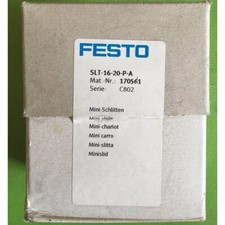 FESTO
SLT-16-20-P-A
Mat.-Nr.: 170561
Serie: C802
Mini-Schlitten
Mini slide
Mini chariot
Mini carro
Mini-slitta
Minislid